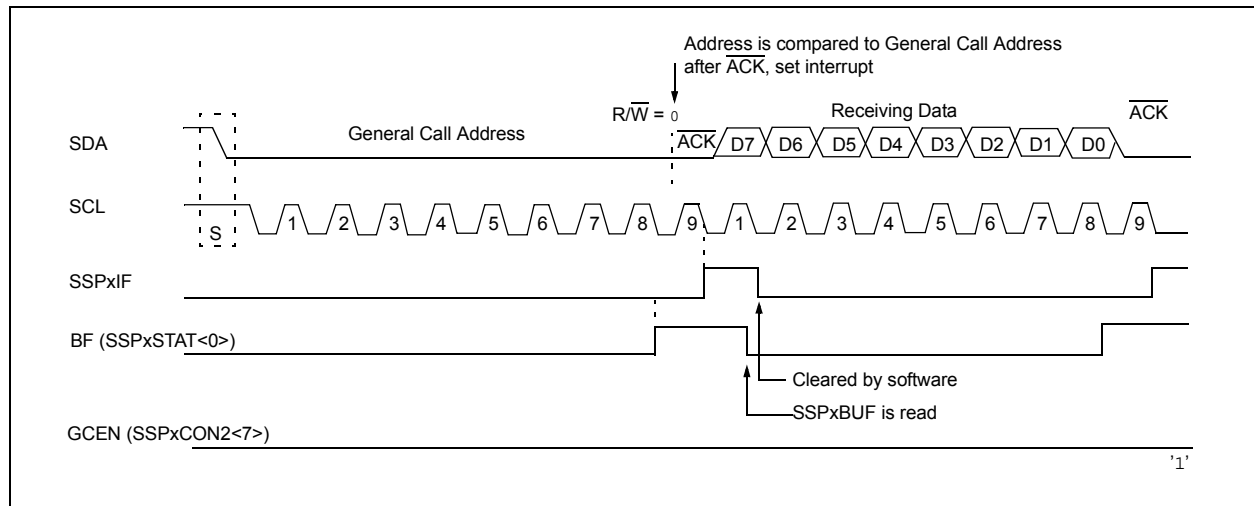 Address is compared to General Call Address
after ACK, set interrupt
R/W = 0
Receiving Data
ACK
SDA
General Call Address
ACK
D7 D6 D5 D4 D3 D2 D1 D0
SCL
S
1 2 3 4 5 6 7 8 9 1 2 3 4 5 6 7 8 9
SSPxIF
BF (SSPxSTAT<0>)
Cleared by software
SSPxBUF is read
GCEN (SSPxCON2<7>)
'1'